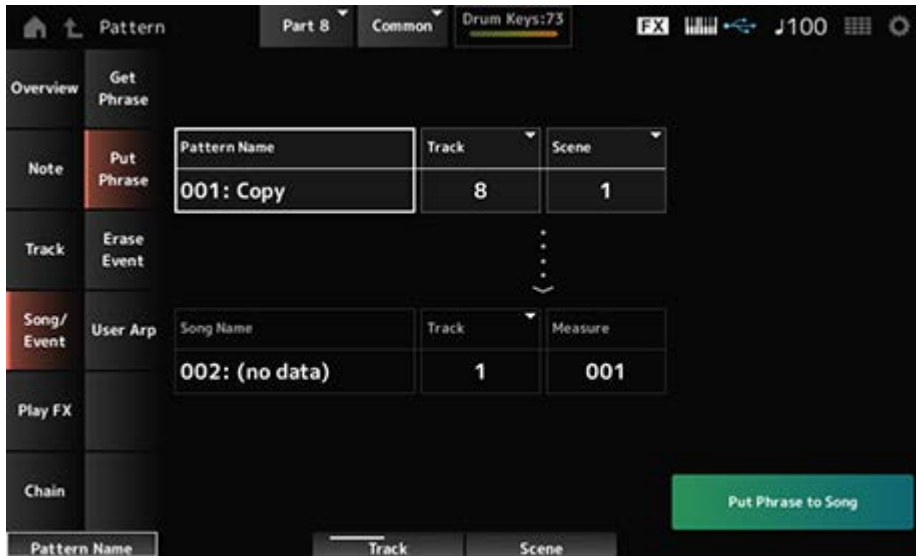 Pattern
Part 8
Common
Drum Keys:73
FX
♩100
Overview
Get
Phrase
Note
Put
Phrase
Pattern Name
Track
Scene
001: Copy
8
1
Track
Erase
Event
Song/
Event
User Arp
Song Name
Track
Measure
002: (no data)
1
001
Play FX
Chain
Put Phrase to Song
Pattern Name
Track
Scene